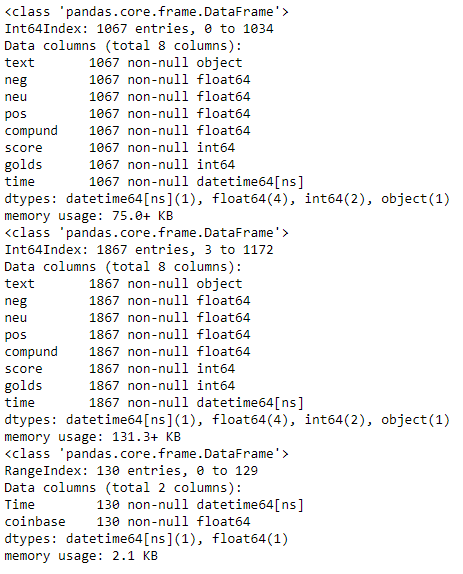 <class 'pandas.core.frame.DataFrame'>
Int64Index: 1067 entries, 0 to 1034
Data columns (total 8 columns):
text       1067 non-null object
neg        1067 non-null float64
neu        1067 non-null float64
pos        1067 non-null float64
compund    1067 non-null float64
score      1067 non-null int64
golds      1067 non-null int64
time       1067 non-null datetime64[ns]
dtypes: datetime64[ns](1), float64(4), int64(2), object(1)
memory usage: 75.0+ KB
<class 'pandas.core.frame.DataFrame'>
Int64Index: 1867 entries, 3 to 1172
Data columns (total 8 columns):
text       1867 non-null object
neg        1867 non-null float64
neu        1867 non-null float64
pos        1867 non-null float64
compund    1867 non-null float64
score      1867 non-null int64
golds      1867 non-null int64
time       1867 non-null datetime64[ns]
dtypes: datetime64[ns](1), float64(4), int64(2), object(1)
memory usage: 131.3+ KB
<class 'pandas.core.frame.DataFrame'>
RangeIndex: 130 entries, 0 to 129
Data columns (total 2 columns):
Time        130 non-null datetime64[ns]
coinbase    130 non-null float64
dtypes: datetime64[ns](1), float64(1)
memory usage: 2.1 KB